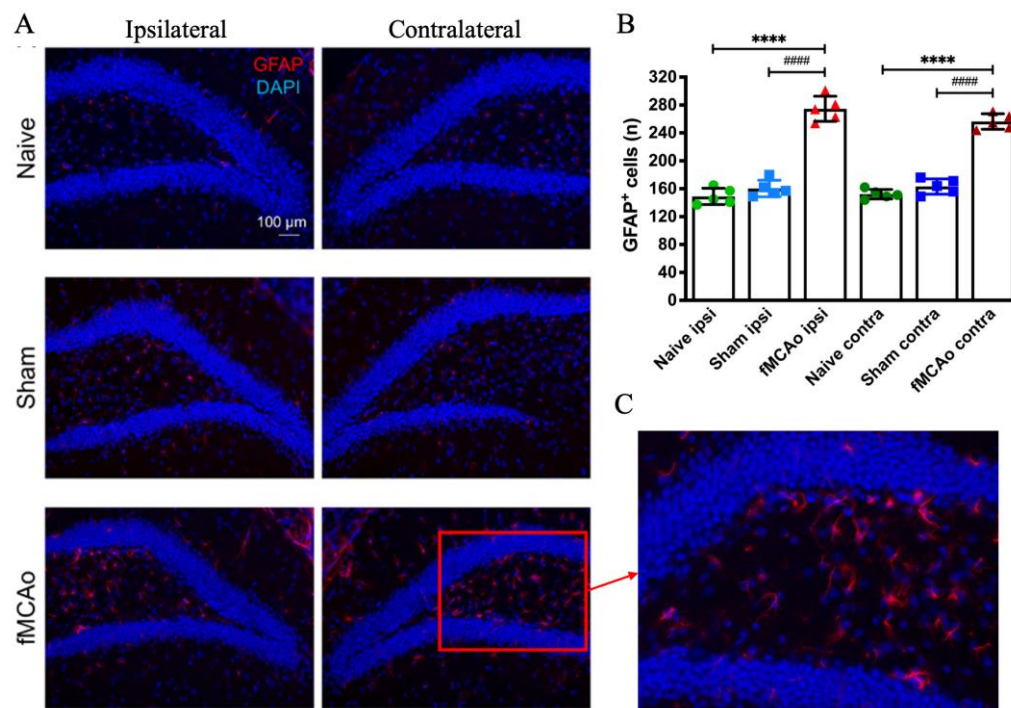 A
Ipsilateral
Contralateral
GFAP
DAPI
100 μm
Naive
Sham
fMCAo
B
****
####
****
####
GFAP⁺ cells (n)
320
280
240
200
160
120
80
40
0
Naive ipsi
Sham ipsi
fMCAo ipsi
Naive contra
Sham contra
fMCAo contra
C